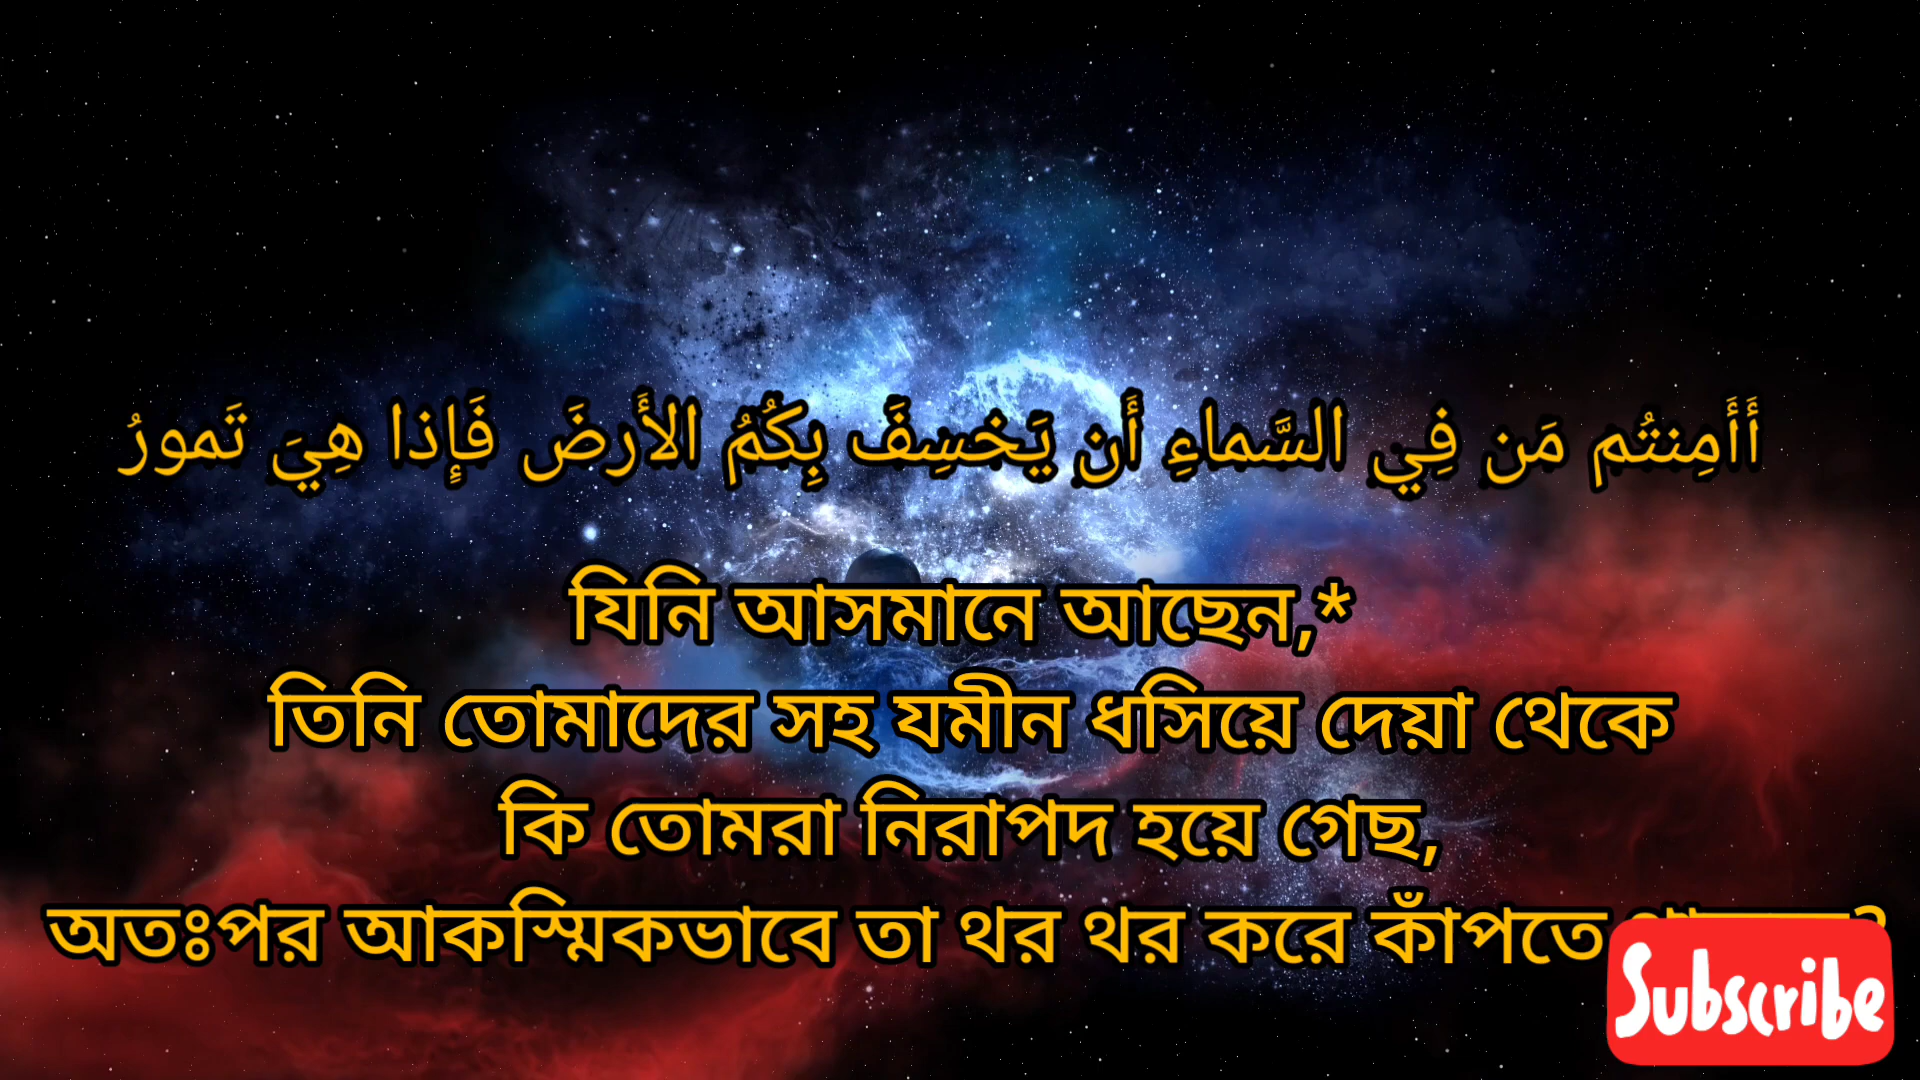 أَأَمِنتُم مَن فِي السَّماءِ أَن يَخسِفَ بِكُمُ الأَرضَ فَإِذا هِيَ تَمورُ
যিনি আসমানে আছেন,*
তিনি তোমাদের সহ যমীন ধসিয়ে দেয়া থেকে
কি তোমরা নিরাপদ হয়ে গেছ,
অতঃপর আকস্মিকভাবে তা থর থর করে কাঁপতে
Subscribe